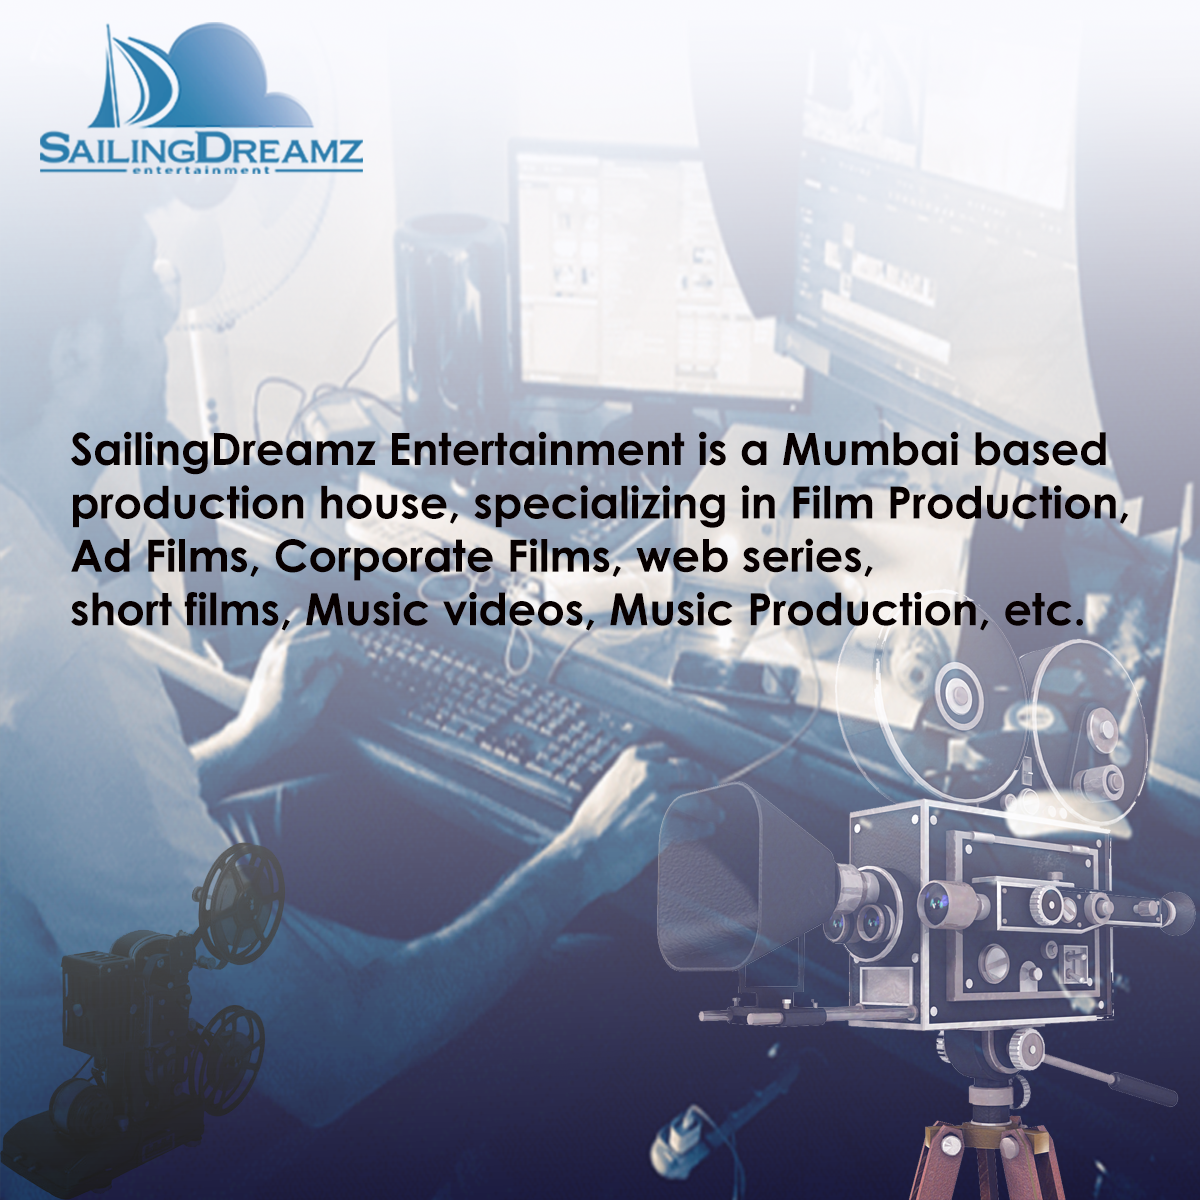 SAILINGDREAMZ
entertainment
SailingDreamz Entertainment is a Mumbai based
production house, specializing in Film Production,
Ad Films, Corporate Films, web series,
short films, Music videos, Music Production, etc.